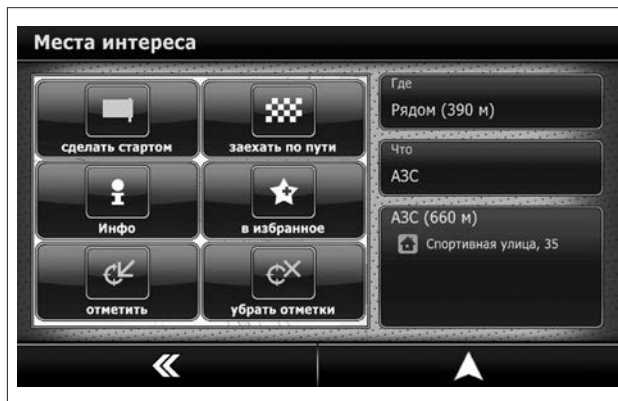 Места интереса
сделать стартом
заехать по пути
Инфо
в избранное
отметить
убрать отметки
Где
Рядом (390 м)
Что
АЗС
АЗС (660 м)
Спортивная улица, 35